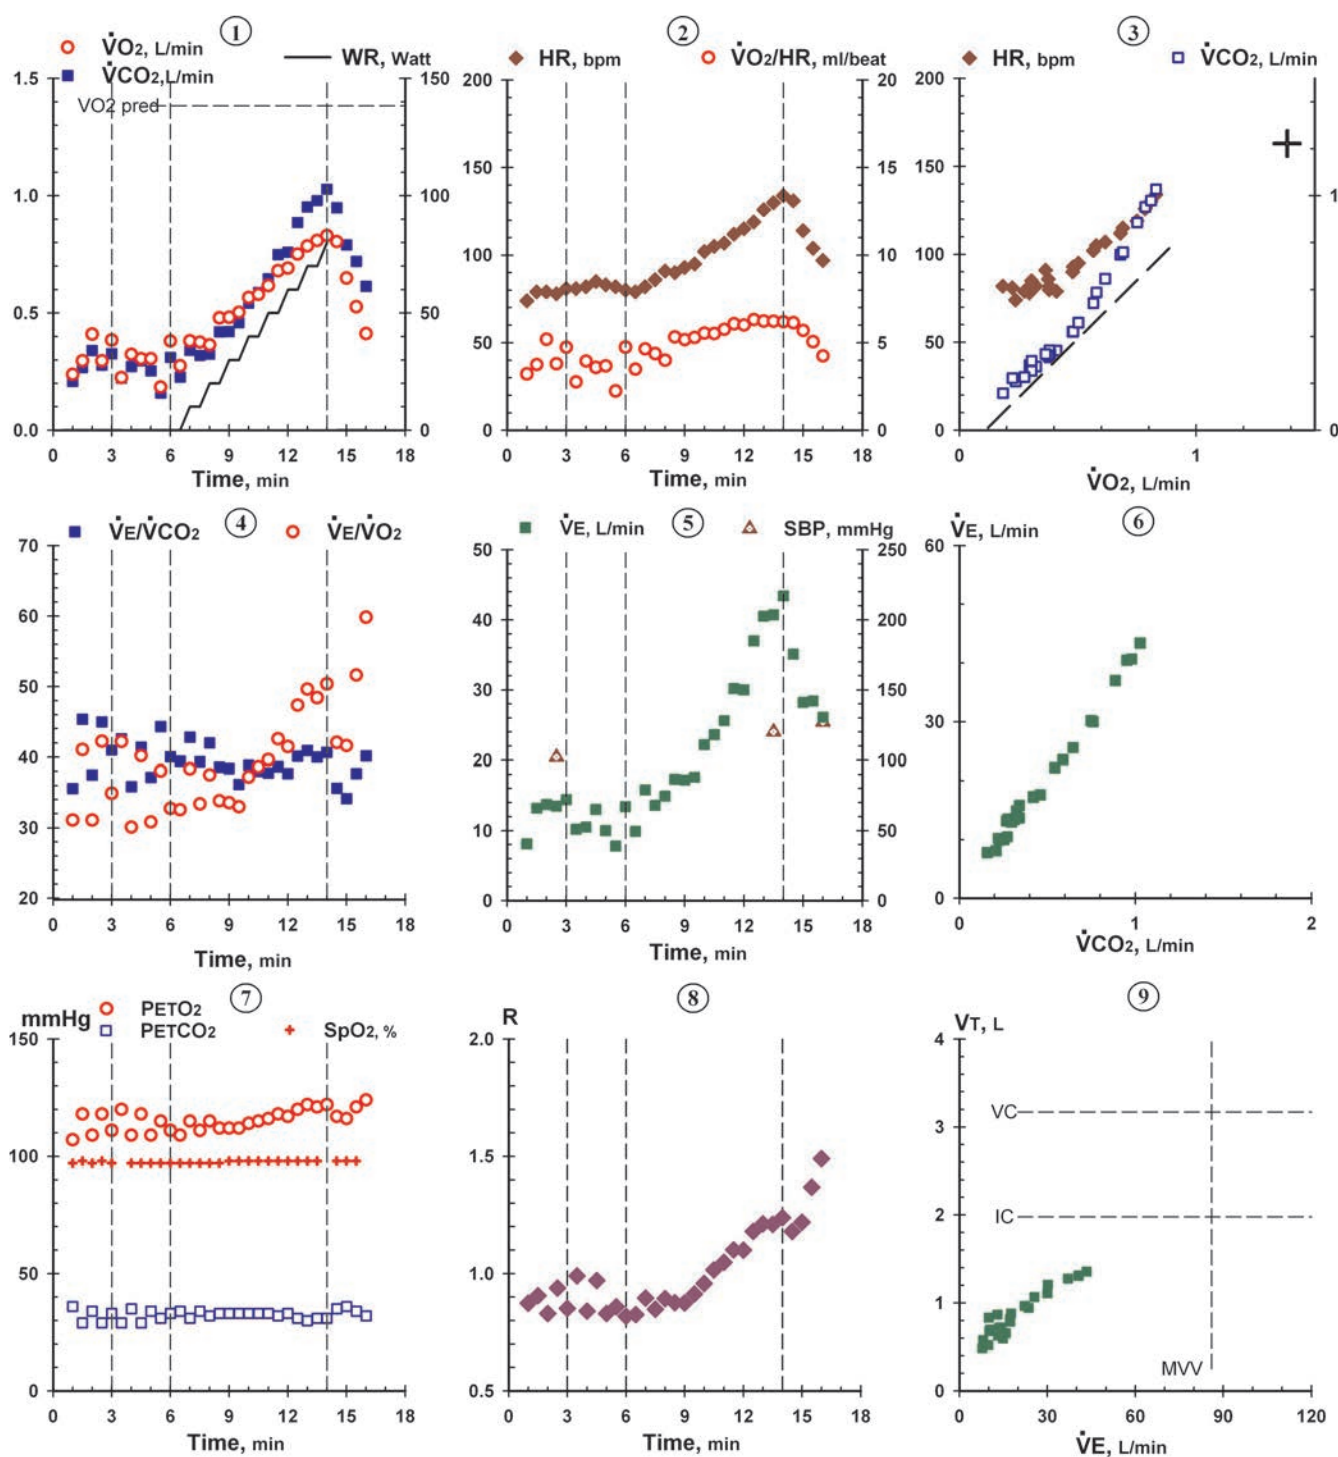 ①
V̇O2, L/min
V̇CO2, L/min
WR, Watt
VO2 pred
1.5
1.0
0.5
0.0
150
100
50
0
0 3 6 9 12 15 18
Time, min
②
HR, bpm
V̇O2/HR, ml/beat
200
150
100
50
0
20
15
10
5
0
0 3 6 9 12 15 18
Time, min
③
HR, bpm
V̇CO2, L/min
200
150
100
50
0
1
0
0 1
V̇O2, L/min
④
V̇E/V̇CO2
V̇E/V̇O2
70
60
50
40
30
20
0 3 6 9 12 15 18
Time, min
⑤
V̇E, L/min
SBP, mmHg
50
40
30
20
10
0
250
200
150
100
50
0
0 3 6 9 12 15 18
Time, min
⑥
V̇E, L/min
60
30
0
0 1 2
V̇CO2, L/min
⑦
mmHg
PETO2
PETCO2
SpO2, %
150
100
50
0
0 3 6 9 12 15 18
Time, min
⑧
R
2.0
1.5
1.0
0.5
0 3 6 9 12 15 18
Time, min
⑨
VT, L
4
3
2
1
0
VC
IC
MVV
0 30 60 90 120
V̇E, L/min